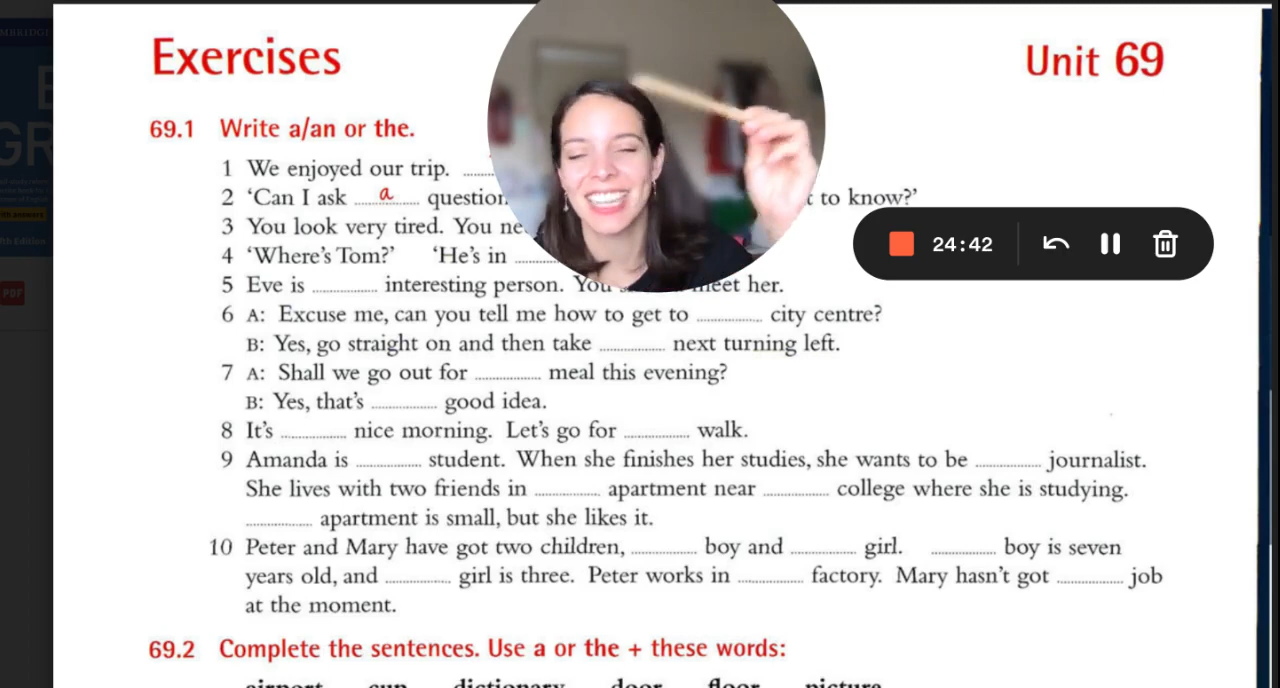 Exercises
Unit 69
69.1 Write a/an or the.
1 We enjoyed our trip. ............
2 ‘Can I ask ......a...... question
to know?’
3 You look very tired. You
4 ‘Where’s Tom?’ ‘He’s in ............
5 Eve is ............ interesting person. You meet her.
6 A: Excuse me, can you tell me how to get to ............ city centre?
B: Yes, go straight on and then take ............ next turning left.
7 A: Shall we go out for ............ meal this evening?
B: Yes, that’s ............ good idea.
8 It’s ............ nice morning. Let’s go for ............ walk.
9 Amanda is ............ student. When she finishes her studies, she wants to be ............ journalist.
She lives with two friends in ............ apartment near ............ college where she is studying.
............ apartment is small, but she likes it.
10 Peter and Mary have got two children, ............ boy and ............ girl. ............ boy is seven
years old, and ............ girl is three. Peter works in ............ factory. Mary hasn’t got ............ job
at the moment.
69.2 Complete the sentences. Use a or the + these words:
airport cup dictionary door floor picture
24:42
PDF